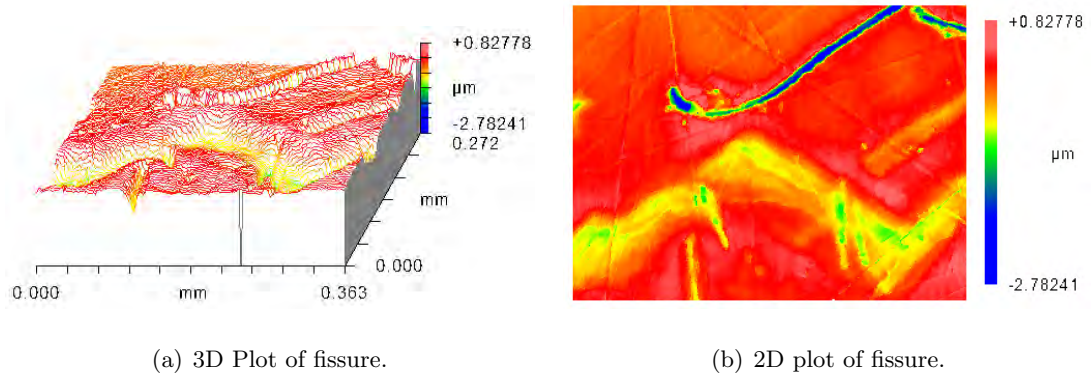 +0.82778
µm
-2.78241
0.272
mm
0.000
0.000 mm 0.363
+0.82778
µm
-2.78241
(a) 3D Plot of fissure.
(b) 2D plot of fissure.